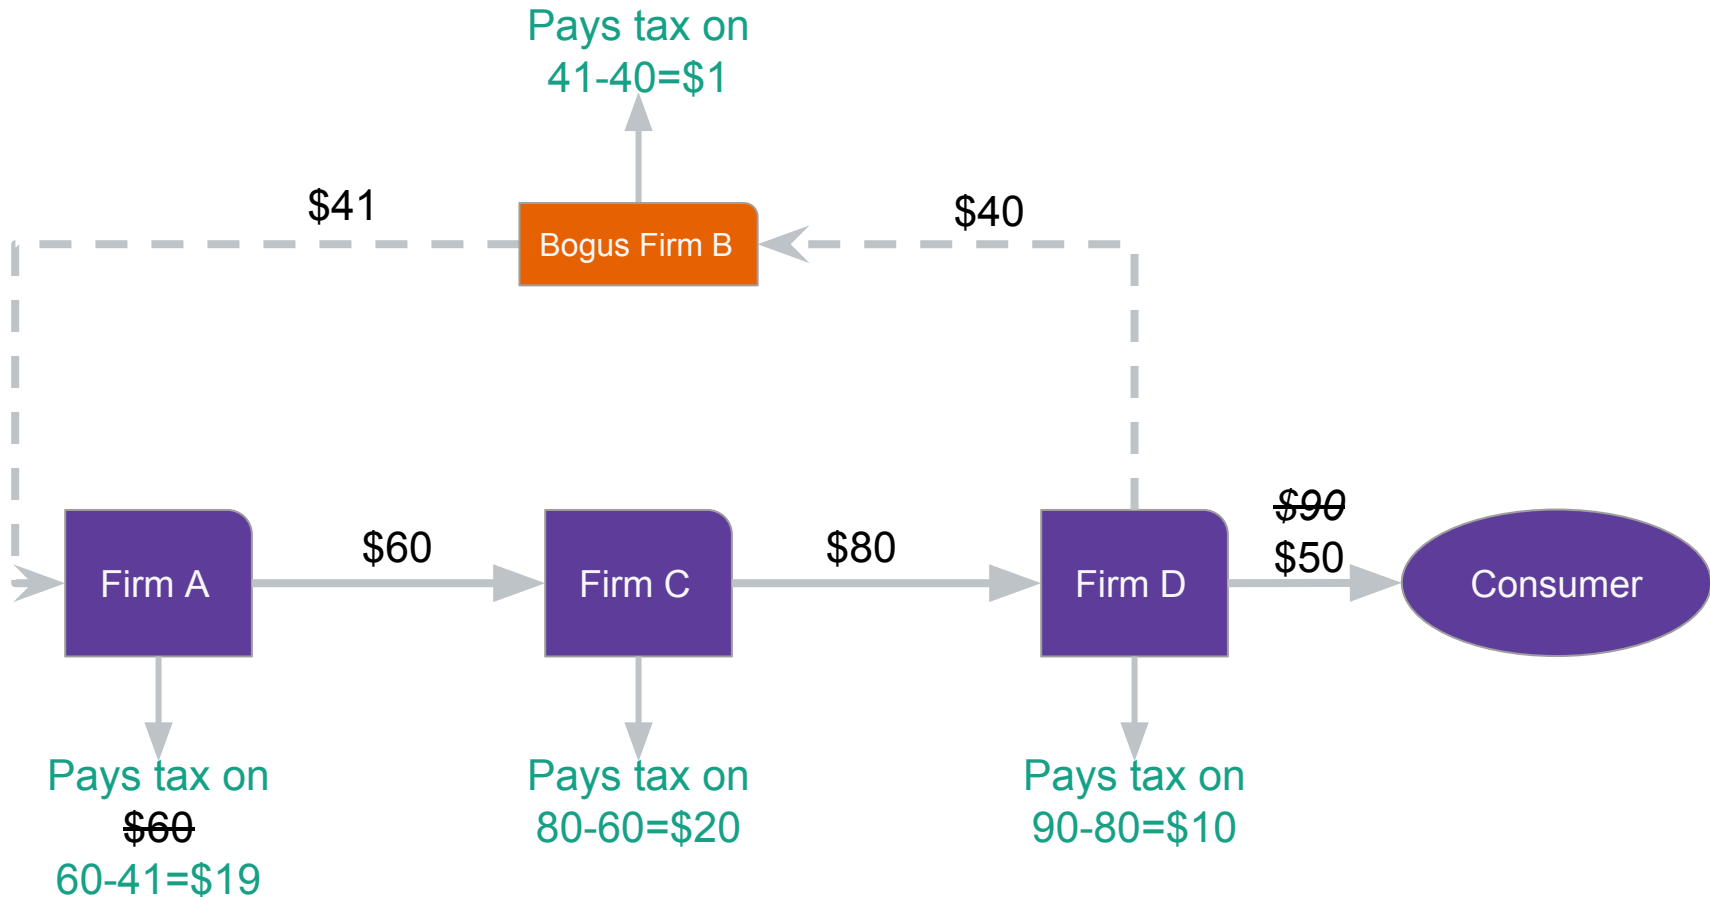 Pays tax on
41-40=$1
$41
$40
Bogus Firm B
$90
$60
$80
$50
Firm A
Firm C
Firm D
Consumer
Pays tax on
$60
60-41=$19
Pays tax on
80-60=$20
Pays tax on
90-80=$10